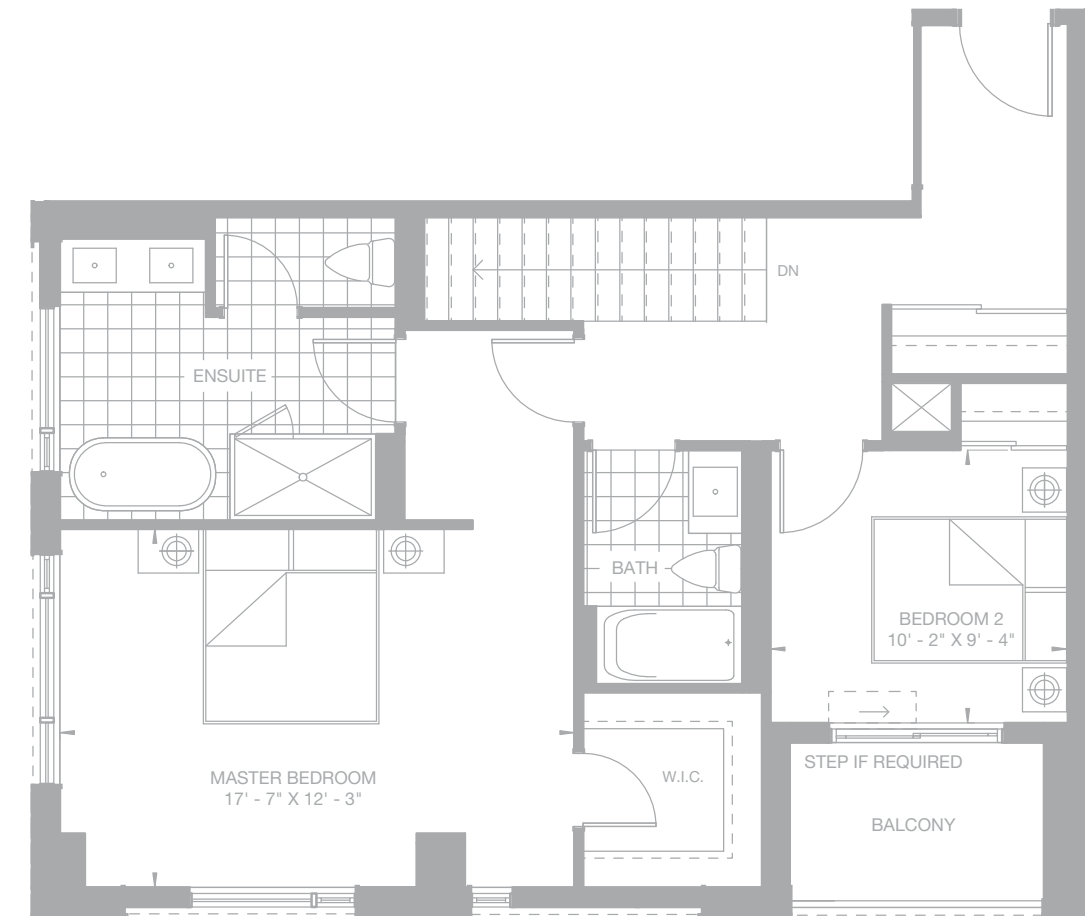 DN
ENSUITE
BATH
BEDROOM 2
10' - 2" X 9' - 4"
MASTER BEDROOM
17' - 7" X 12' - 3"
W.I.C.
STEP IF REQUIRED
BALCONY